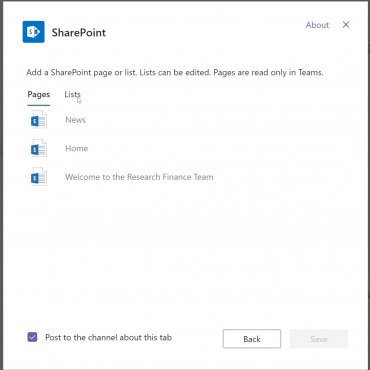 SharePoint
About
Add a SharePoint page or list. Lists can be edited. Pages are read only in Teams.
Pages Lists
News
Home
Welcome to the Research Finance Team
Post to the channel about this tab
Back
Save